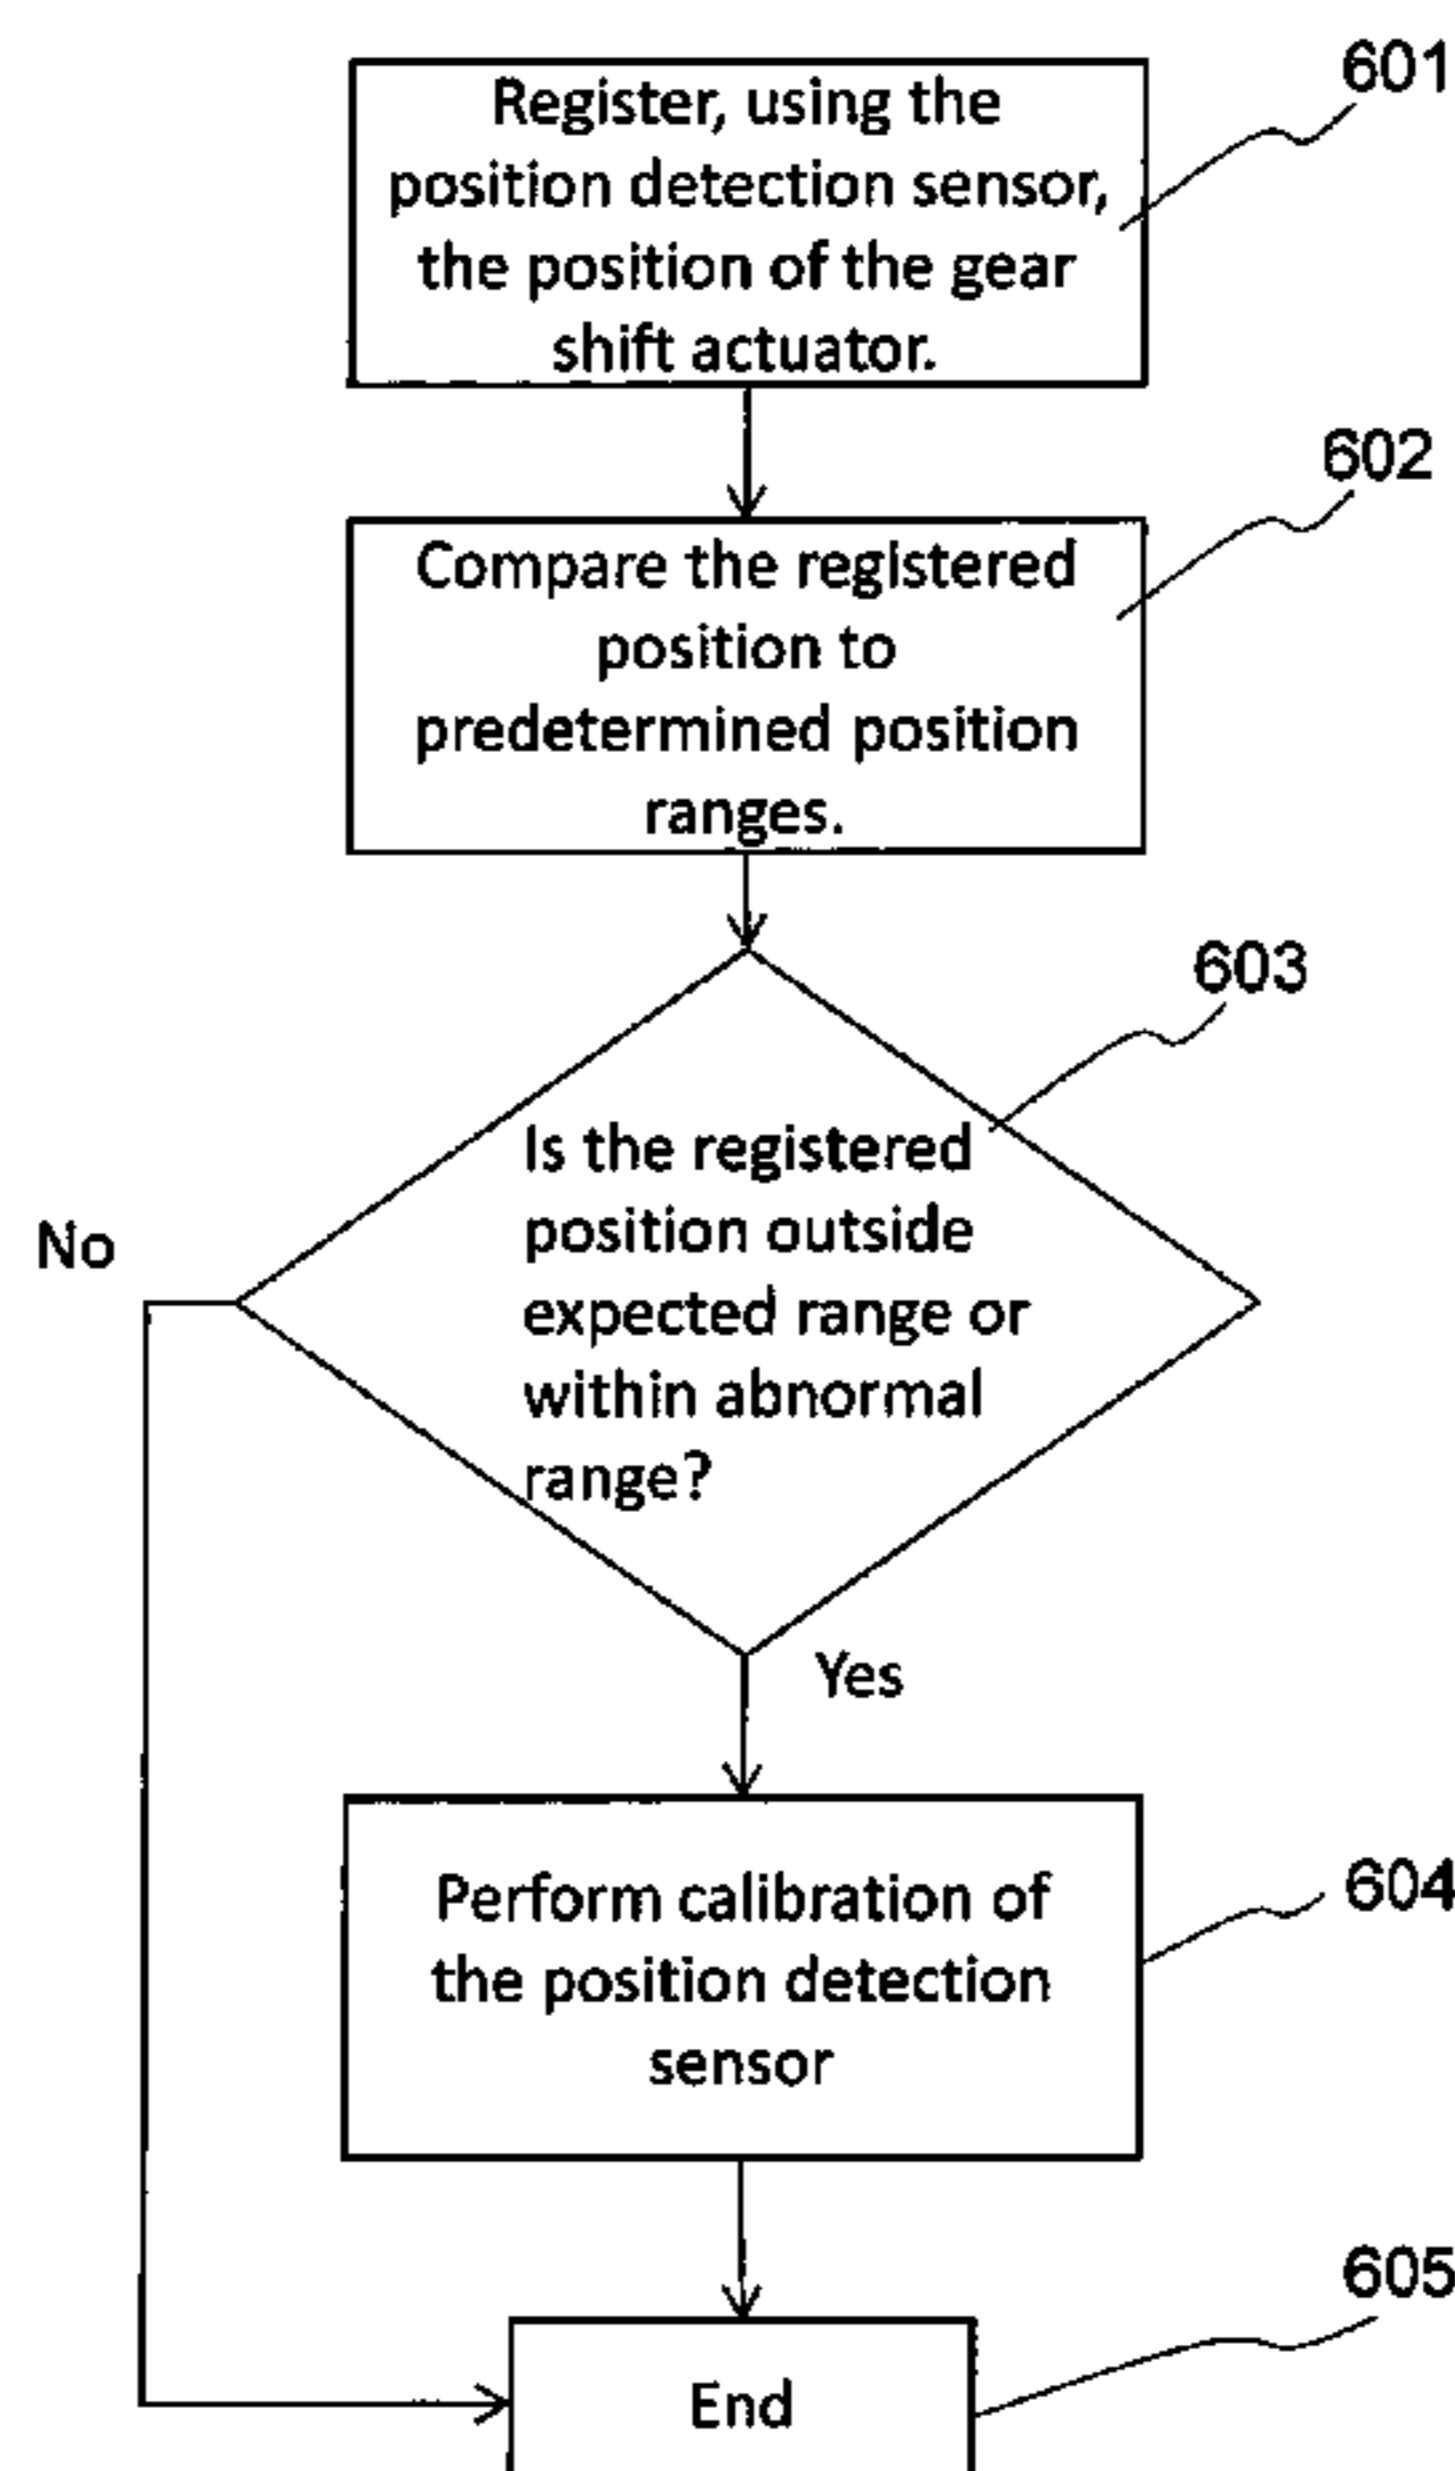 601
Register, using the
position detection sensor,
the position of the gear
shift actuator.
602
Compare the registered
position to
predetermined position
ranges.
603
Is the registered
position outside
expected range or
within abnormal
range?
No
Yes
604
Perform calibration of
the position detection
sensor
605
End